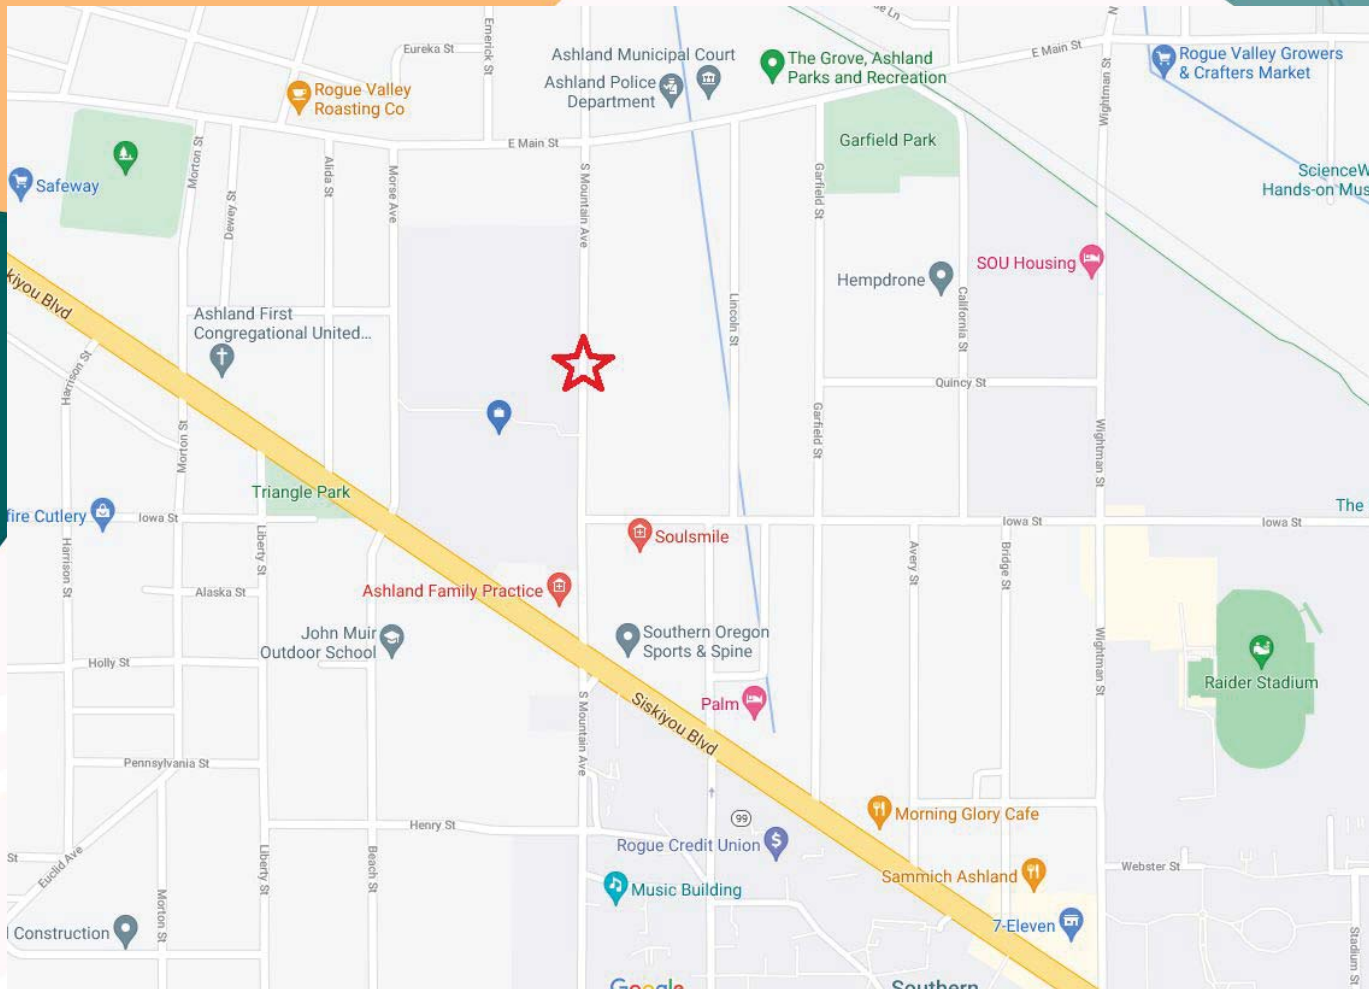 Ln
Emerick St
Eureka St
Ashland Municipal Court
Ashland Police
Department
The Grove, Ashland
Parks and Recreation
E Main St
N
Rogue Valley Growers
& Crafters Market
Rogue Valley
Roasting Co
Wightman St
E Main St
Garfield Park
Safeway
Morton St
Dewey St
Alida St
Morse Ave
S Mountain Ave
Garfield St
ScienceW
Hands-on Mus
kiyou Blvd
SOU Housing
Hempdrone
Ashland First
Congregational United...
Lincoln St
California St
Harrison St
Quincy St
Morton St
Garfield St
Wightman St
Triangle Park
fire Cutlery
Iowa St
The
Iowa St
Iowa St
Soulsmile
Harrison St
Liberty St
Avery St
Bridge St
Alaska St
Ashland Family Practice
John Muir
Outdoor School
Southern Oregon
Sports & Spine
Wightman St
Holly St
Raider Stadium
Palm
Siskiyou Blvd
S Mountain Ave
Pennsylvania St
Morning Glory Cafe
99
Henry St
Rogue Credit Union
St
Euclid Ave
Liberty St
Beach St
Webster St
Sammich Ashland
Music Building
Morton St
7-Eleven
l Construction
Stadium St
Google
Southern